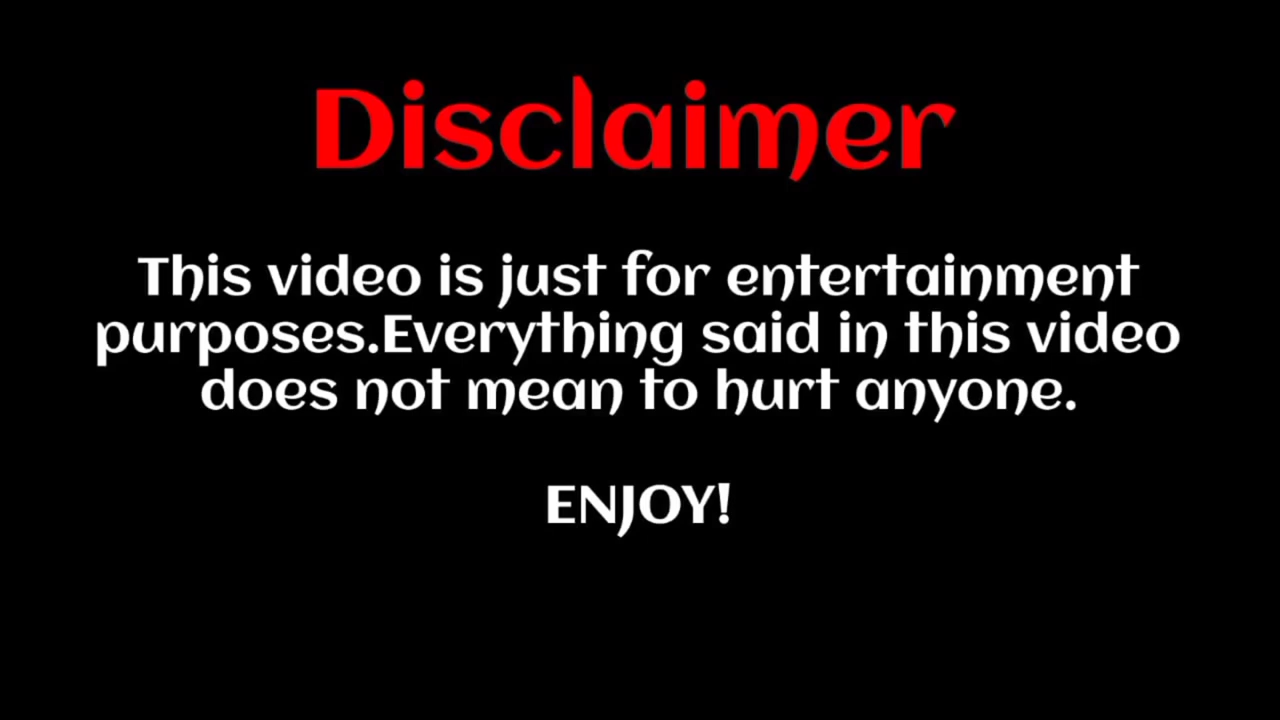 Disclaimer
This video is just for entertainment
purposes.Everything said in this video
does not mean to hurt anyone.
ENJOY!